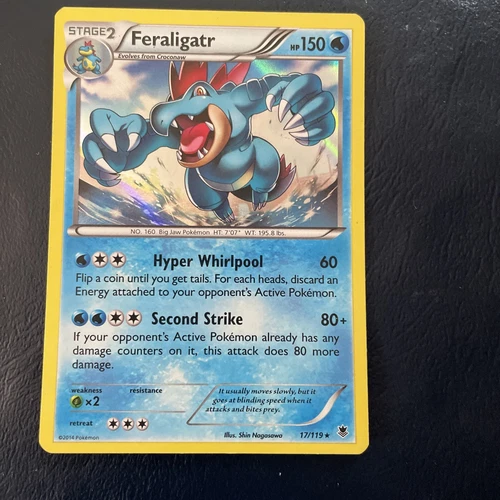 STAGE2 Feraligatr HP150
Evolves from Croconaw
NO. 160 Big Jaw Pokémon HT: 7'07" WT: 195.8 lbs.
Hyper Whirlpool 60
Flip a coin until you get tails. For each heads, discard an
Energy attached to your opponent's Active Pokémon.
Second Strike 80+
If your opponent's Active Pokémon already has any
damage counters on it, this attack does 80 more
damage.
weakness resistance
×2
It usually moves slowly, but it
goes at blinding speed when it
attacks and bites prey.
retreat
Illus. Shin Nagasawa 17/119 ★
©2014 Pokémon